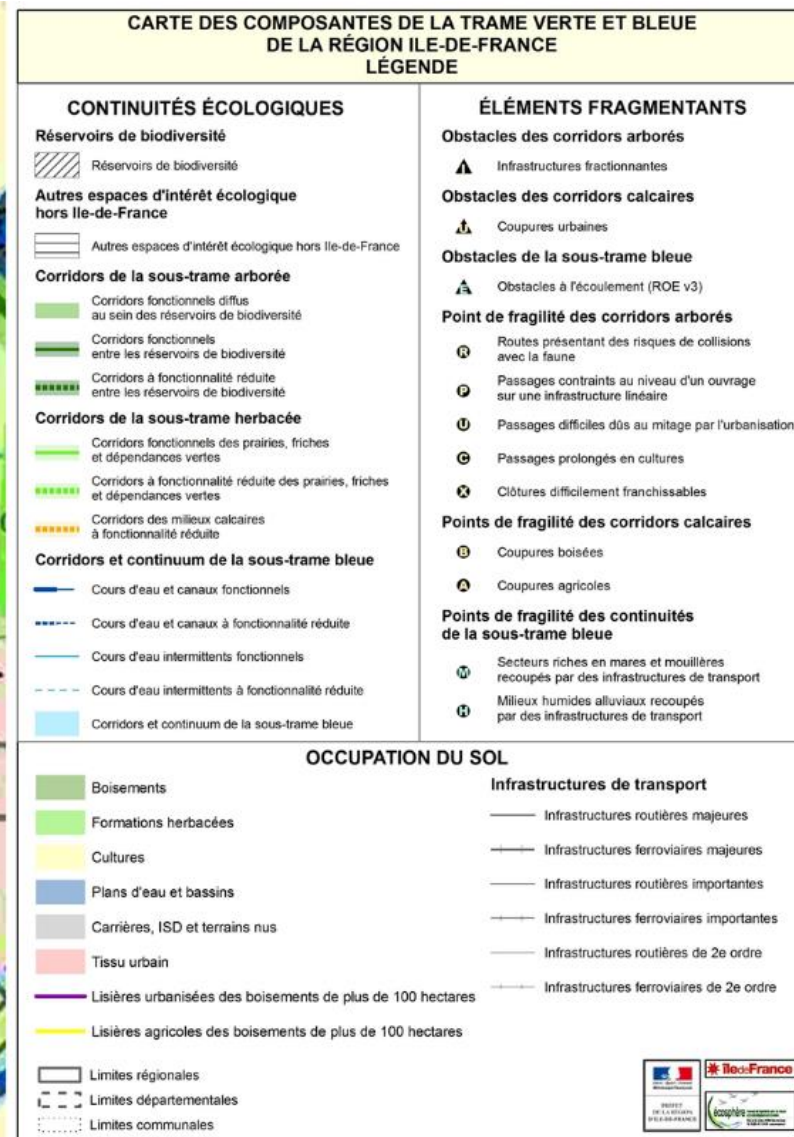 CARTE DES COMPOSANTES DE LA TRAME VERTE ET BLEUE
DE LA RÉGION ILE-DE-FRANCE
LÉGENDE
CONTINUITÉS ÉCOLOGIQUES
Réservoirs de biodiversité
Réservoirs de biodiversité
Autres espaces d'intérêt écologique
hors Ile-de-France
Autres espaces d'intérêt écologique hors Ile-de-France
Corridors de la sous-trame arborée
Corridors fonctionnels diffus
au sein des réservoirs de biodiversité
Corridors fonctionnels
entre les réservoirs de biodiversité
Corridors à fonctionnalité réduite
entre les réservoirs de biodiversité
Corridors de la sous-trame herbacée
Corridors fonctionnels des prairies, friches
et dépendances vertes
Corridors à fonctionnalité réduite des prairies, friches
et dépendances vertes
Corridors des milieux calcaires
à fonctionnalité réduite
Corridors et continuum de la sous-trame bleue
Cours d'eau et canaux fonctionnels
Cours d'eau et canaux à fonctionnalité réduite
Cours d'eau intermittents fonctionnels
Cours d'eau intermittents à fonctionnalité réduite
Corridors et continuum de la sous-trame bleue
ÉLÉMENTS FRAGMENTANTS
Obstacles des corridors arborés
I Infrastructures fractionnantes
Obstacles des corridors calcaires
U Coupures urbaines
Obstacles de la sous-trame bleue
E Obstacles à l'écoulement (ROE v3)
Point de fragilité des corridors arborés
R Routes présentant des risques de collisions
avec la faune
P Passages contraints au niveau d'un ouvrage
sur une infrastructure linéaire
U Passages difficiles dûs au mitage par l'urbanisation
C Passages prolongés en cultures
X Clôtures difficilement franchissables
Points de fragilité des corridors calcaires
B Coupures boisées
A Coupures agricoles
Points de fragilité des continuités
de la sous-trame bleue
M Secteurs riches en mares et mouillères
recoupés par des infrastructures de transport
H Milieux humides alluviaux recoupés
par des infrastructures de transport
OCCUPATION DU SOL
Boisements
Formations herbacées
Cultures
Plans d'eau et bassins
Carrières, ISD et terrains nus
Tissu urbain
Lisières urbanisées des boisements de plus de 100 hectares
Lisières agricoles des boisements de plus de 100 hectares
Limites régionales
Limites départementales
Limites communales
Infrastructures de transport
Infrastructures routières majeures
Infrastructures ferroviaires majeures
Infrastructures routières importantes
Infrastructures ferroviaires importantes
Infrastructures routières de 2e ordre
Infrastructures ferroviaires de 2e ordre
PRÉFET
DE LA RÉGION
D'ILE-DE-FRANCE
îledeFrance
écosphère